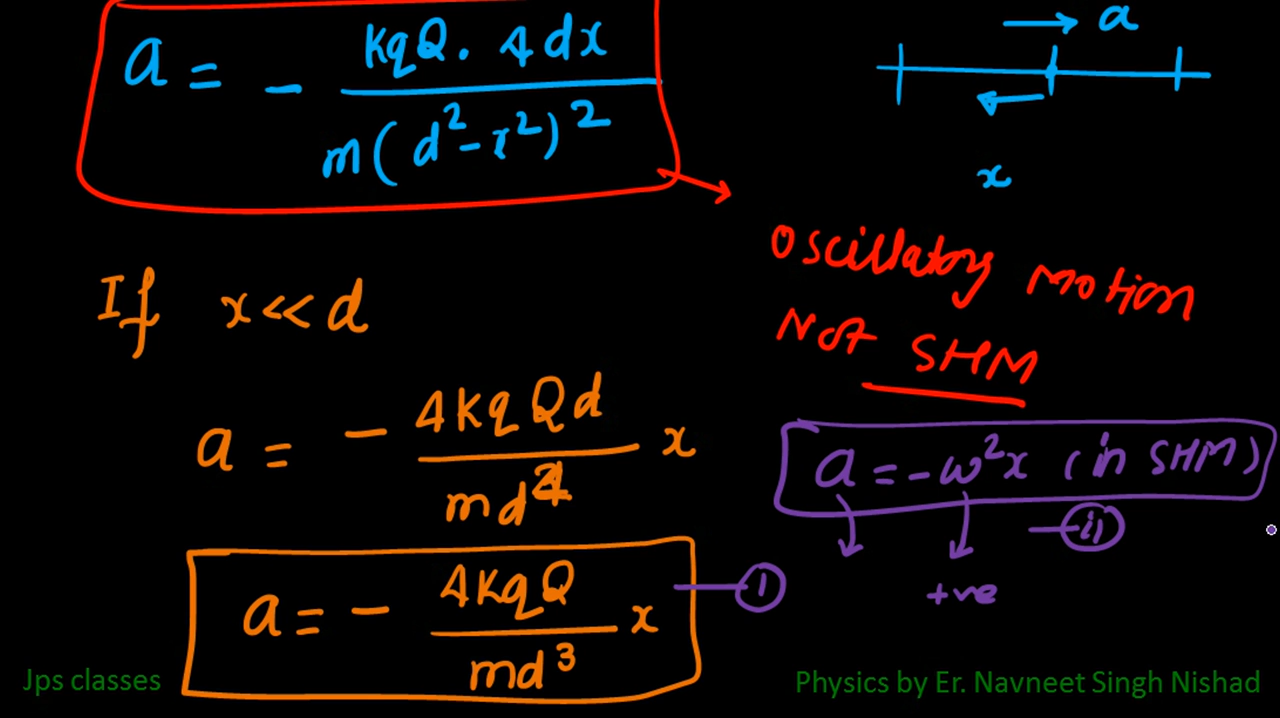 a = - KqQ. 4dx / m(d²-x²)²
a
x
Oscillatory motion
Not SHM
If x<<d
a = - 4KqQd / md⁴ x
a = -ω²x (in SHM)
ii)
+ve
a = - 4KqQ / md³ x
1
Jps classes
Physics by Er. Navneet Singh Nishad